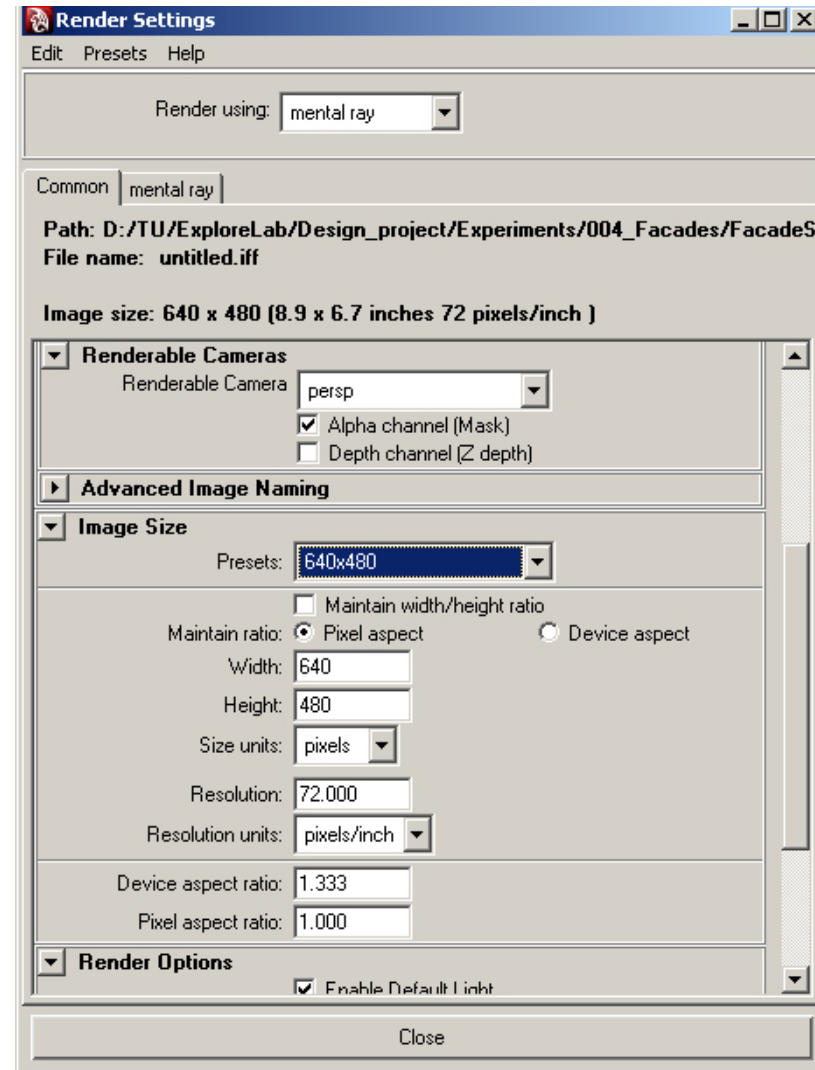 Render Settings
Edit Presets Help
Render using: mental ray
Common mental ray
Path: D:/TU/ExploreLab/Design_project/Experiments/004_Facades/FacadeS
File name: untitled.iff
Image size: 640 x 480 (8.9 x 6.7 inches 72 pixels/inch )
Renderable Cameras
Renderable Camera persp
Alpha channel (Mask)
Depth channel (Z depth)
Advanced Image Naming
Image Size
Presets: 640x480
Maintain width/height ratio
Maintain ratio: Pixel aspect Device aspect
Width: 640
Height: 480
Size units: pixels
Resolution: 72.000
Resolution units: pixels/inch
Device aspect ratio: 1.333
Pixel aspect ratio: 1.000
Render Options
Enable Default Light
Close